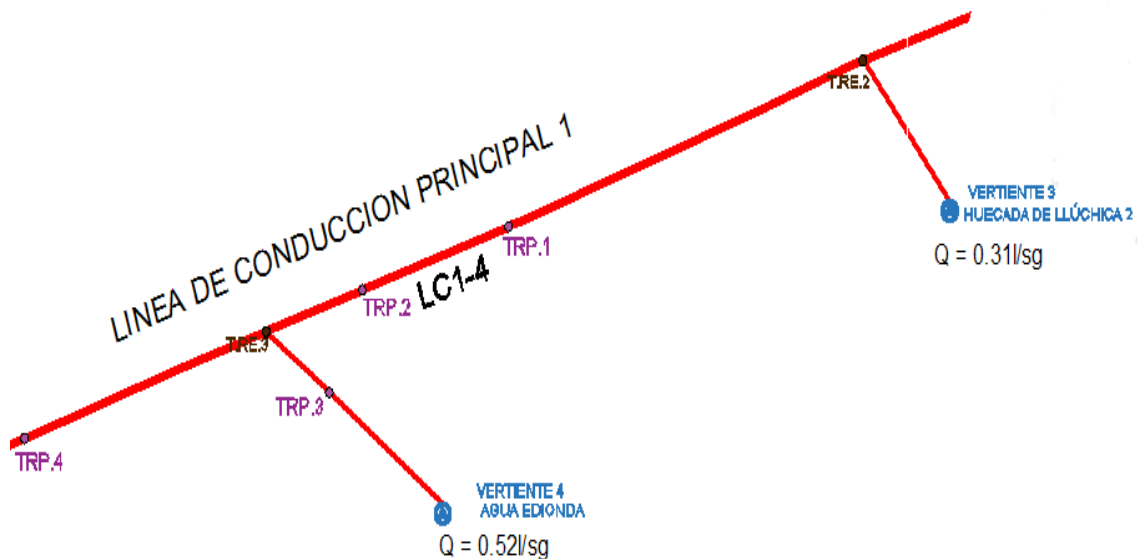 T.RE.2
LINEA DE CONDUCCION PRINCIPAL 1
VERTIENTE 3
HUECADA DE LLÚCHICA 2
Q = 0.31l/sg
TRP.1
LC1-4
TRP.2
T.RE.3
TRP.3
TRP.4
VERTIENTE 4
AGUA EDIONDA
Q = 0.52l/sg